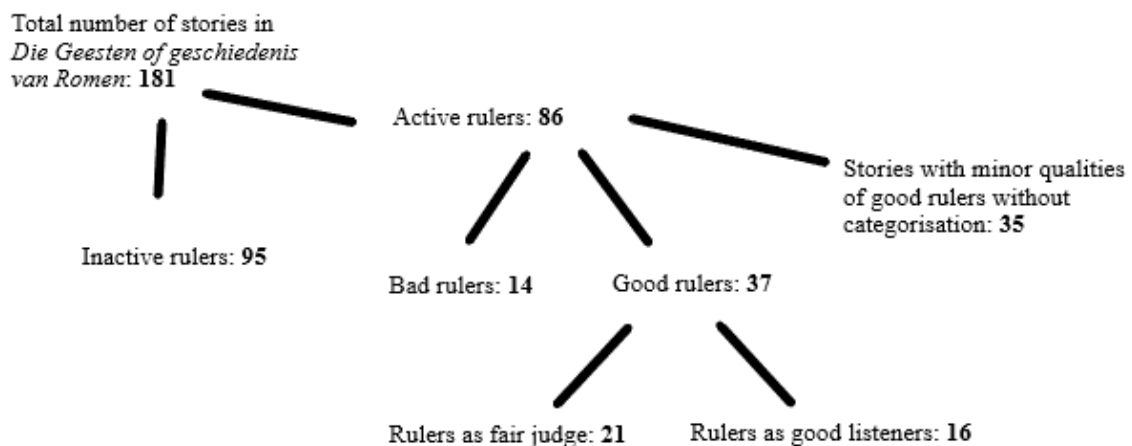 Total number of stories in
Die Geesten of geschiedenis
van Romen: 181
Active rulers: 86
Stories with minor qualities
of good rulers without
categorisation: 35
Inactive rulers: 95
Bad rulers: 14
Good rulers: 37
Rulers as fair judge: 21
Rulers as good listeners: 16